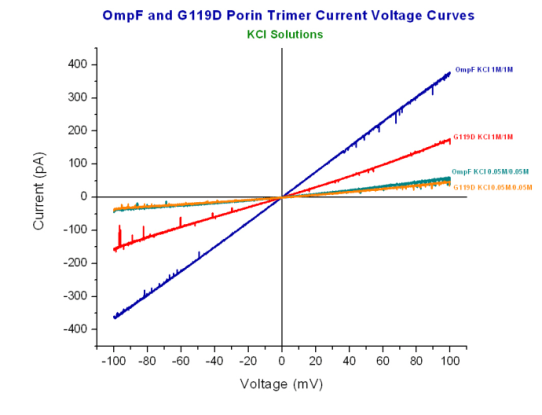 OmpF and G119D Porin Trimer Current Voltage Curves
KCl Solutions
400
300
200
100
0
-100
-200
-300
-400
Current (pA)
OmpF KCl 1M/1M
G119D KCl 1M/1M
OmpF KCl 0.05M/0.05M
G119D KCl 0.05M/0.05M
-100 -80 -60 -40 -20 0 20 40 60 80 100
Voltage (mV)